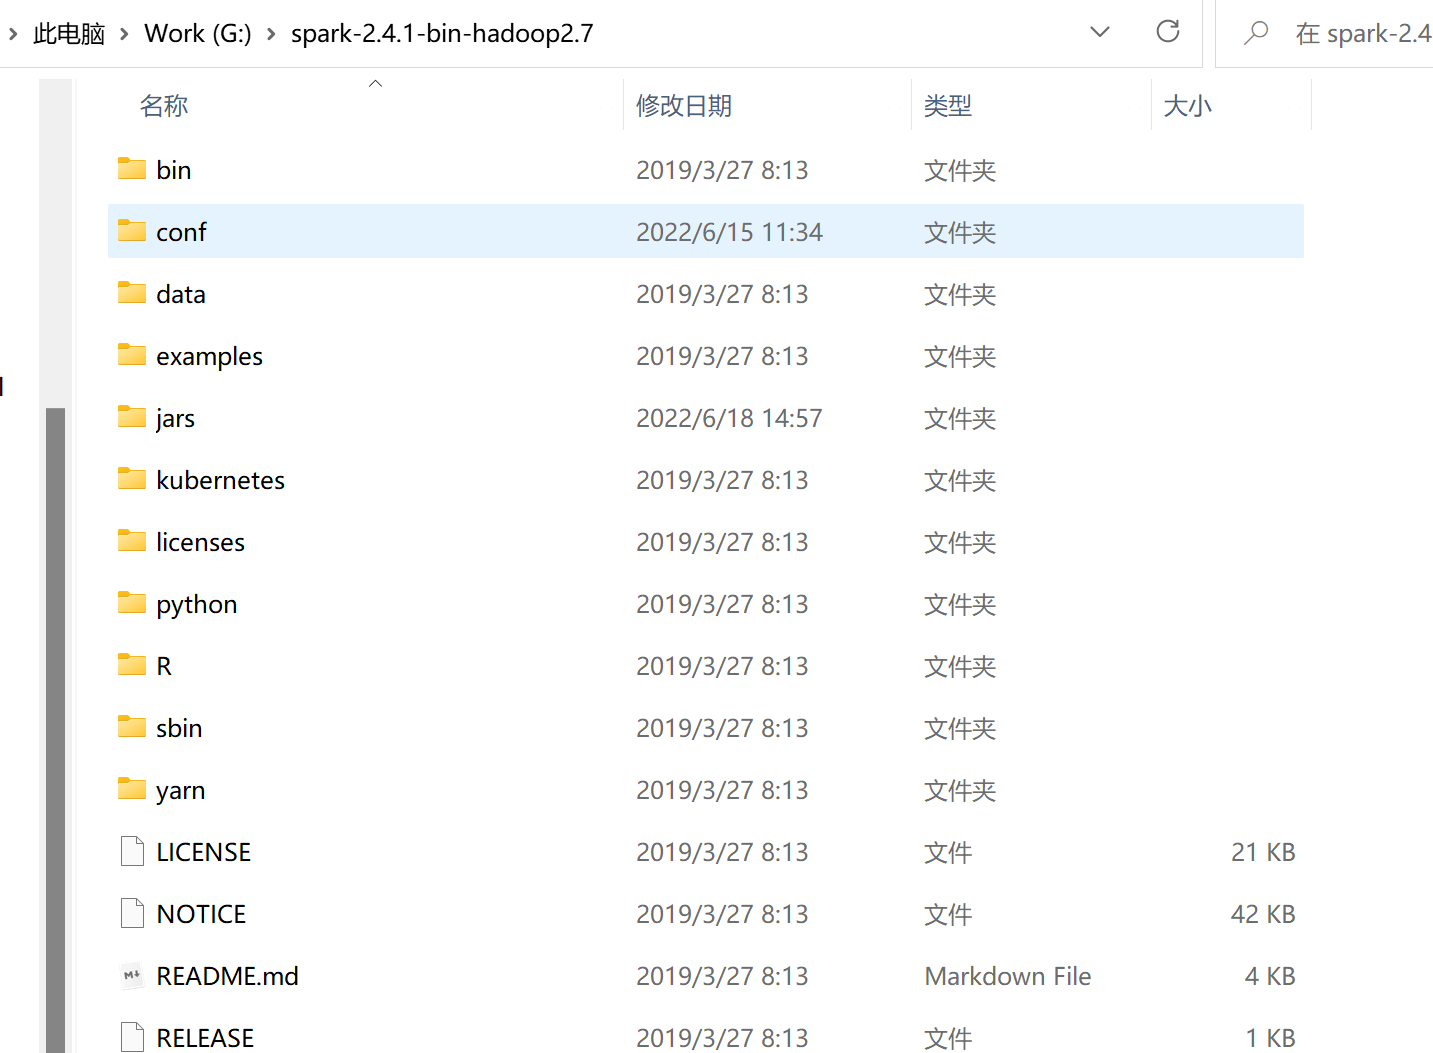 此电脑 Work (G:) spark-2.4.1-bin-hadoop2.7 在 spark-2.4
名称 修改日期 类型 大小
bin 2019/3/27 8:13 文件夹
conf 2022/6/15 11:34 文件夹
data 2019/3/27 8:13 文件夹
examples 2019/3/27 8:13 文件夹
jars 2022/6/18 14:57 文件夹
kubernetes 2019/3/27 8:13 文件夹
licenses 2019/3/27 8:13 文件夹
python 2019/3/27 8:13 文件夹
R 2019/3/27 8:13 文件夹
sbin 2019/3/27 8:13 文件夹
yarn 2019/3/27 8:13 文件夹
LICENSE 2019/3/27 8:13 文件 21 KB
NOTICE 2019/3/27 8:13 文件 42 KB
README.md 2019/3/27 8:13 Markdown File 4 KB
RELEASE 2019/3/27 8:13 文件 1 KB